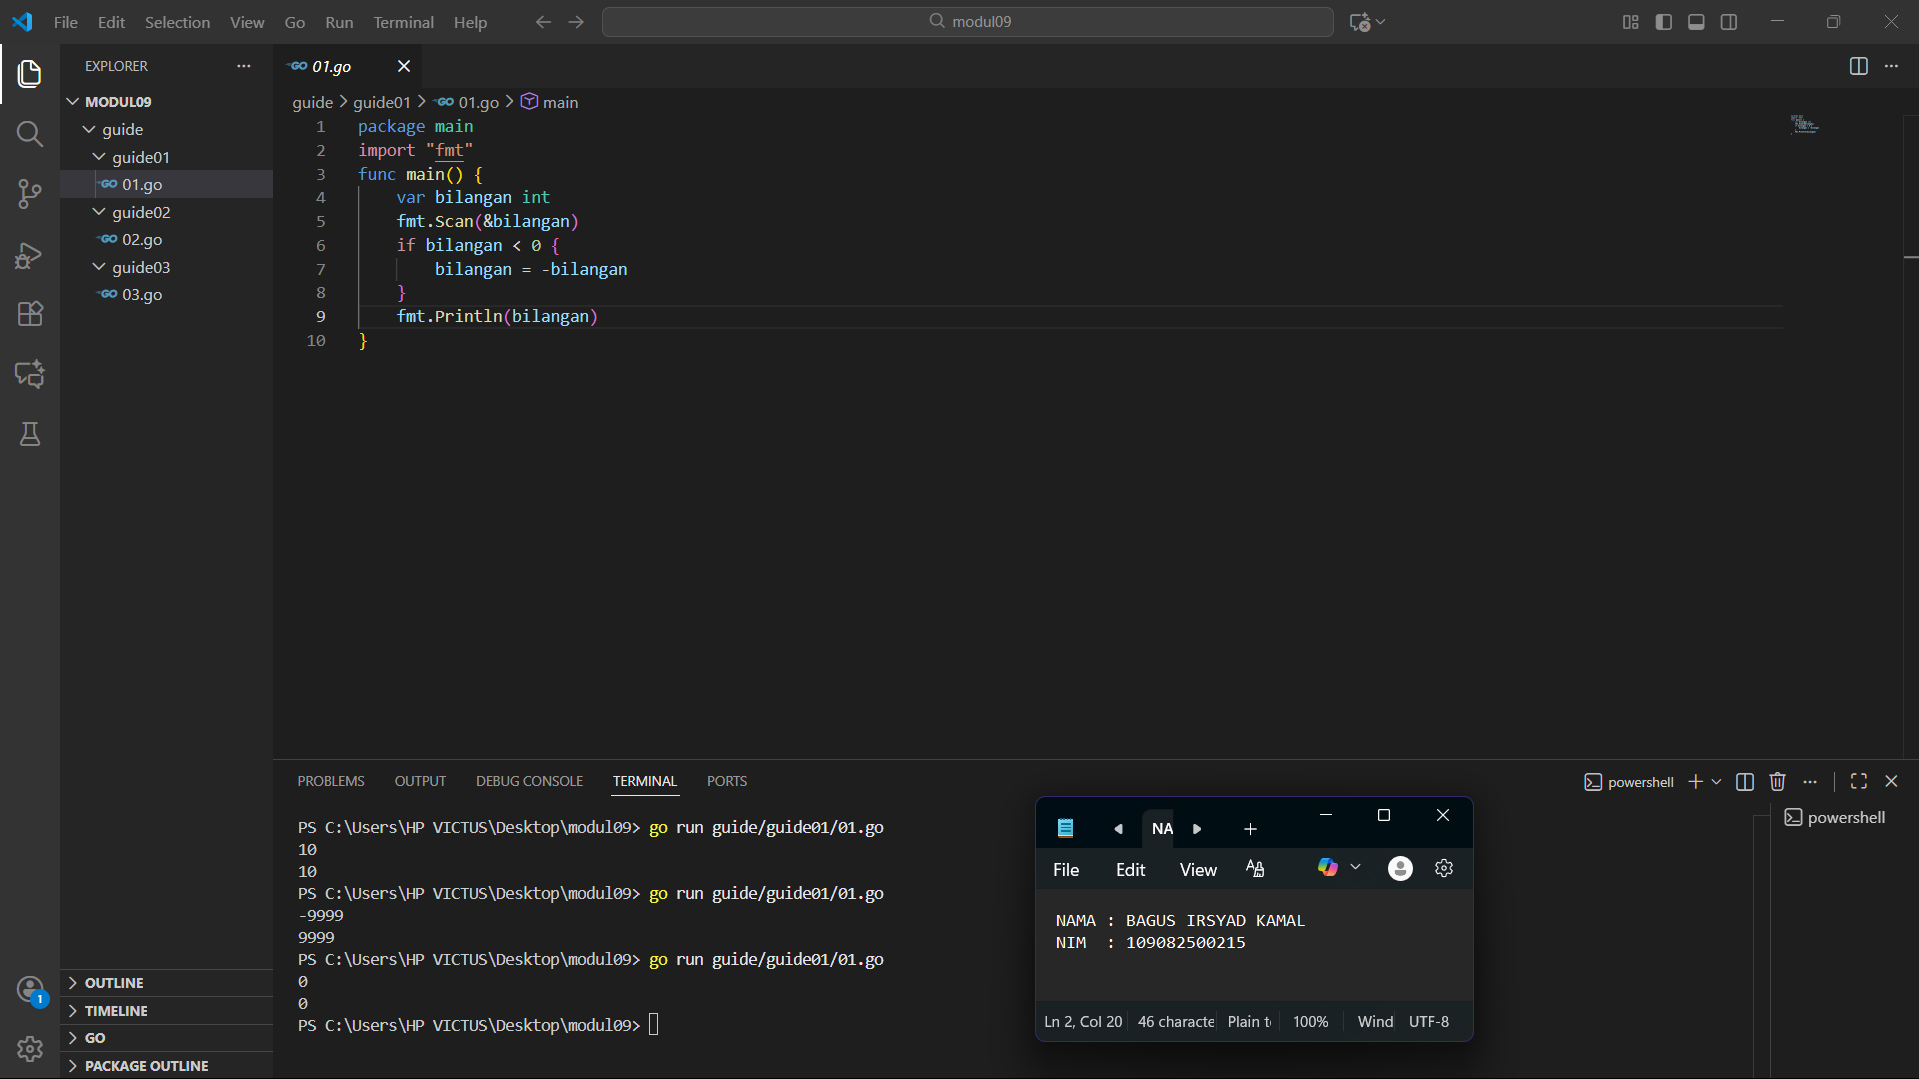 File Edit Selection View Go Run Terminal Help
modul09
EXPLORER
MODUL09
guide
guide01
01.go
guide02
02.go
guide03
03.go
OUTLINE
TIMELINE
GO
PACKAGE OUTLINE
1
GO 01.go
guide > guide01 > GO 01.go > main
1 package main
2 import "fmt"
3 func main() {
4 var bilangan int
5 fmt.Scan(&bilangan)
6 if bilangan < 0 {
7 bilangan = -bilangan
8 }
9 fmt.Println(bilangan)
10 }
PROBLEMS OUTPUT DEBUG CONSOLE TERMINAL PORTS
powershell
powershell
PS C:\Users\HP VICTUS\Desktop\modul09> go run guide/guide01/01.go
10
10
PS C:\Users\HP VICTUS\Desktop\modul09> go run guide/guide01/01.go
-9999
9999
PS C:\Users\HP VICTUS\Desktop\modul09> go run guide/guide01/01.go
0
0
PS C:\Users\HP VICTUS\Desktop\modul09>
NA
File Edit View
NAMA : BAGUS IRSYAD KAMAL
NIM : 109082500215
Ln 2, Col 20 46 characte Plain t 100% Wind UTF-8